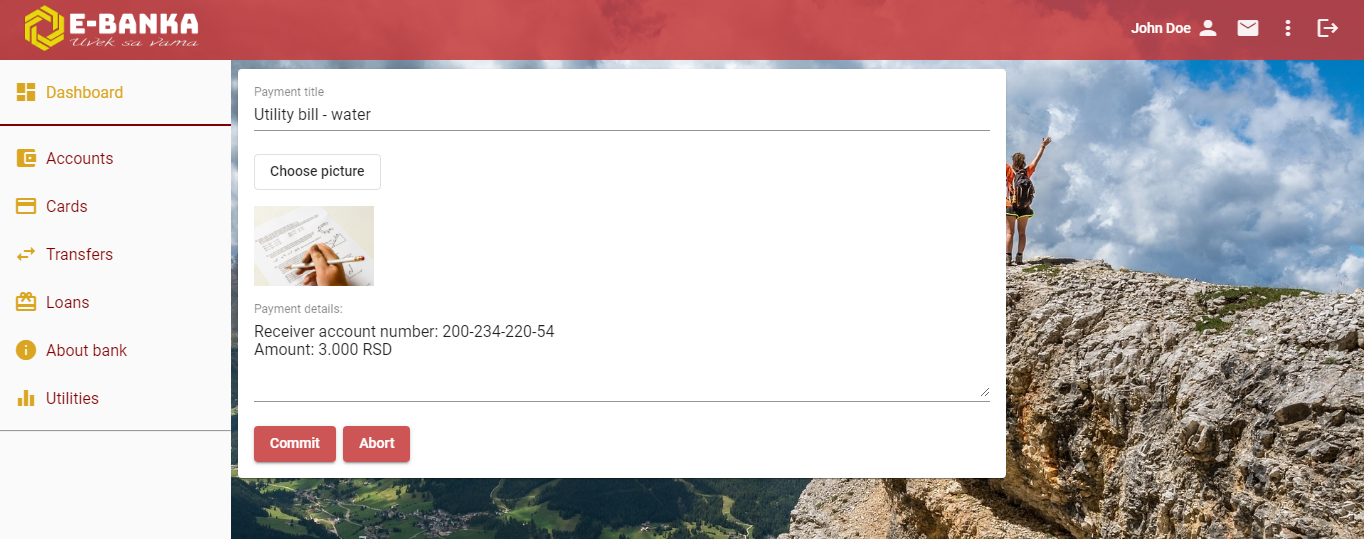 E-BANKA
Uvek sa vama
John Doe
Dashboard
Accounts
Cards
Transfers
Loans
About bank
Utilities
Payment title
Utility bill - water
Choose picture
Payment details:
Receiver account number: 200-234-220-54
Amount: 3.000 RSD
Commit
Abort